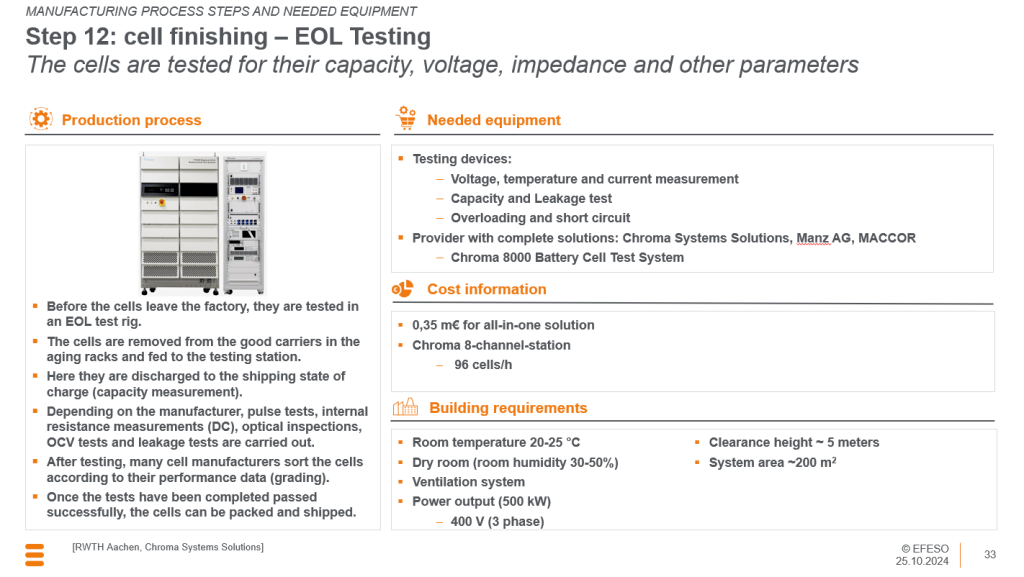 MANUFACTURING PROCESS STEPS AND NEEDED EQUIPMENT
Step 12: cell finishing – EOL Testing
The cells are tested for their capacity, voltage, impedance and other parameters
Production process
▪ Before the cells leave the factory, they are tested in
an EOL test rig.
▪ The cells are removed from the good carriers in the
aging racks and fed to the testing station.
▪ Here they are discharged to the shipping state of
charge (capacity measurement).
▪ Depending on the manufacturer, pulse tests, internal
resistance measurements (DC), optical inspections,
OCV tests and leakage tests are carried out.
▪ After testing, many cell manufacturers sort the cells
according to their performance data (grading).
▪ Once the tests have been completed passed
successfully, the cells can be packed and shipped.
Needed equipment
▪ Testing devices:
– Voltage, temperature and current measurement
– Capacity and Leakage test
– Overloading and short circuit
▪ Provider with complete solutions: Chroma Systems Solutions, Manz AG, MACCOR
– Chroma 8000 Battery Cell Test System
Cost information
▪ 0,35 m€ for all-in-one solution
▪ Chroma 8-channel-station
– 96 cells/h
Building requirements
▪ Room temperature 20-25 °C
▪ Dry room (room humidity 30-50%)
▪ Ventilation system
▪ Power output (500 kW)
– 400 V (3 phase)
▪ Clearance height ~ 5 meters
▪ System area ~200 m²
[RWTH Aachen, Chroma Systems Solutions]
© EFESO
25.10.2024
33